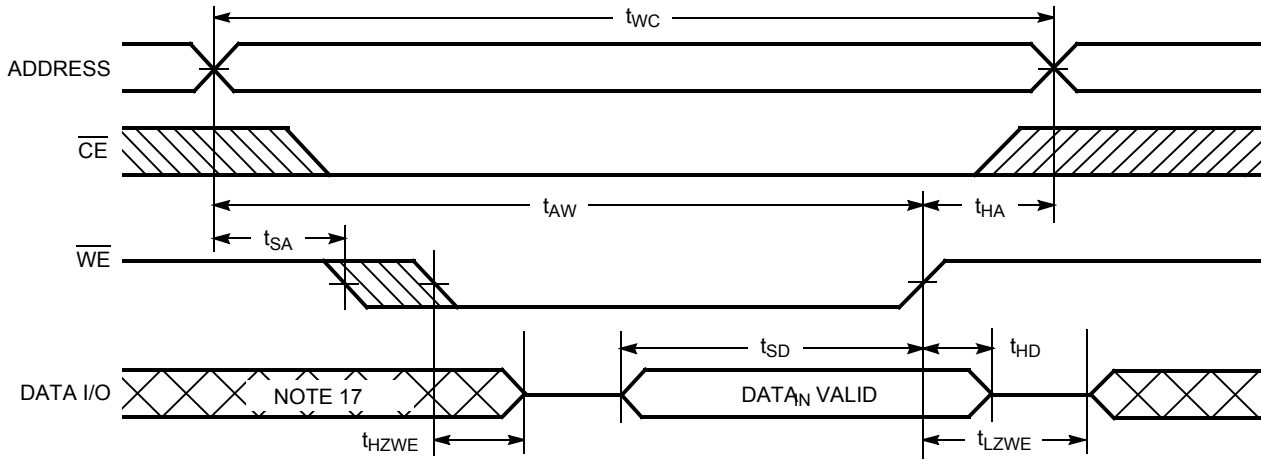 tWC
ADDRESS
CE
tAW
tHA
tSA
WE
tSD
tHD
DATA I/O
NOTE 17
DATAIN VALID
tHZWE
tLZWE